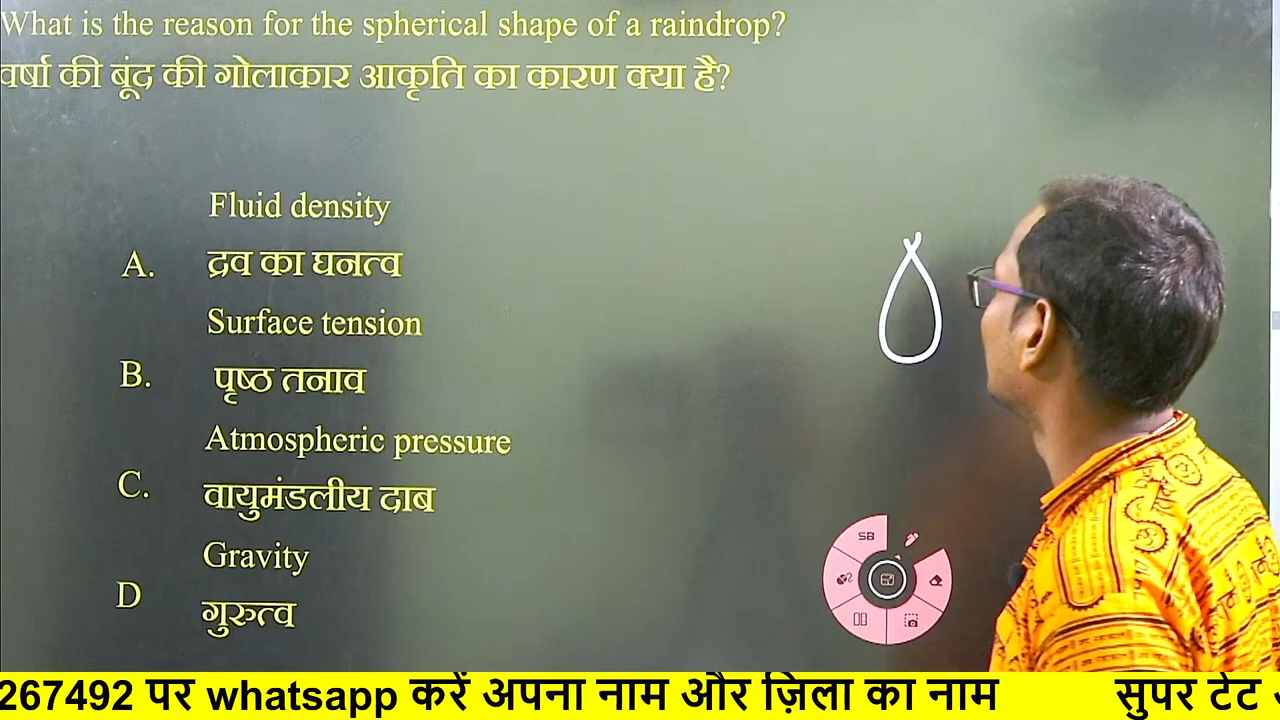 What is the reason for the spherical shape of a raindrop?
वर्षा की बूंद की गोलाकार आकृति का कारण क्या है?
Fluid density
A. द्रव का घनत्व
Surface tension
B. पृष्ठ तनाव
Atmospheric pressure
C. वायुमंडलीय दाब
Gravity
D गुरुत्व
SB
267492 पर whatsapp करें अपना नाम और ज़िला का नाम सुपर टेट